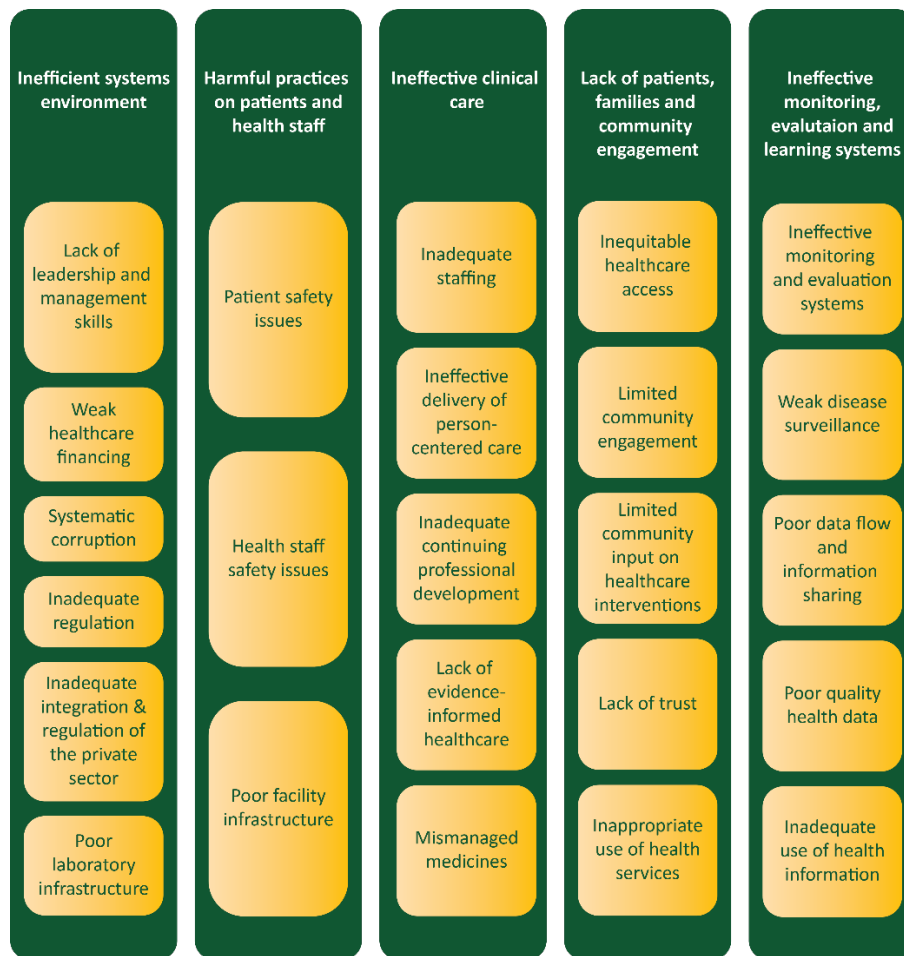 Inefficient systems
environment
Lack of
leadership and
management
skills
Weak
healthcare
financing
Systematic
corruption
Inadequate
regulation
Inadequate
integration &
regulation of
the private
sector
Poor
laboratory
infrastructure
Harmful practices
on patients and
health staff
Patient safety
issues
Health staff
safety issues
Poor facility
infrastructure
Ineffective clinical
care
Inadequate
staffing
Ineffective
delivery of
person-
centered care
Inadequate
continuing
professional
development
Lack of
evidence-
informed
healthcare
Mismanaged
medicines
Lack of patients,
families and
community
engagement
Inequitable
healthcare
access
Limited
community
engagement
Limited
community
input on
healthcare
interventions
Lack of trust
Inappropriate
use of health
services
Ineffective
monitoring,
evalutaion and
learning systems
Ineffective
monitoring
and evaluation
systems
Weak disease
surveillance
Poor data flow
and
information
sharing
Poor quality
health data
Inadequate
use of health
information